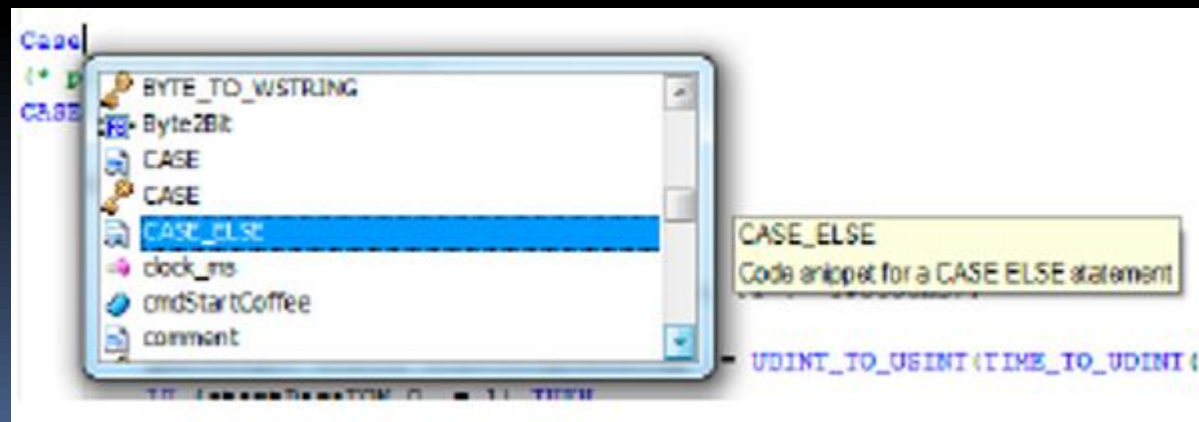 Case
(* p
CASE
BYTE_TO_WSTRING
Byte2Bit
CASE
CASE
CASE_ELSE
clock_ms
cmdStartCoffee
comment
CASE_ELSE
Code snippet for a CASE ELSE statement
= UDINT_TO_USINT(TIME_TO_UDINT(